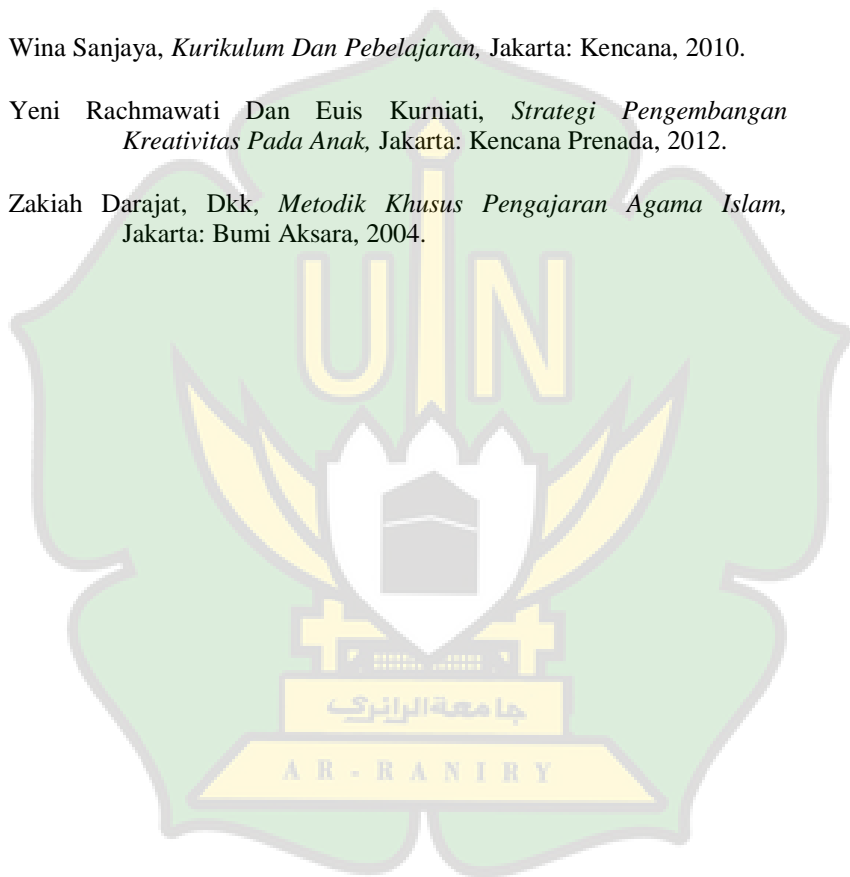 Wina Sanjaya, Kurikulum Dan Pebelajaran, Jakarta: Kencana, 2010.
Yeni Rachmawati Dan Euis Kurniati, Strategi Pengembangan
Kreativitas Pada Anak, Jakarta: Kencana Prenada, 2012.
Zakiah Darajat, Dkk, Metodik Khusus Pengajaran Agama Islam,
Jakarta: Bumi Aksara, 2004.
UIN
جامعة الرانري
AR-RANIRY